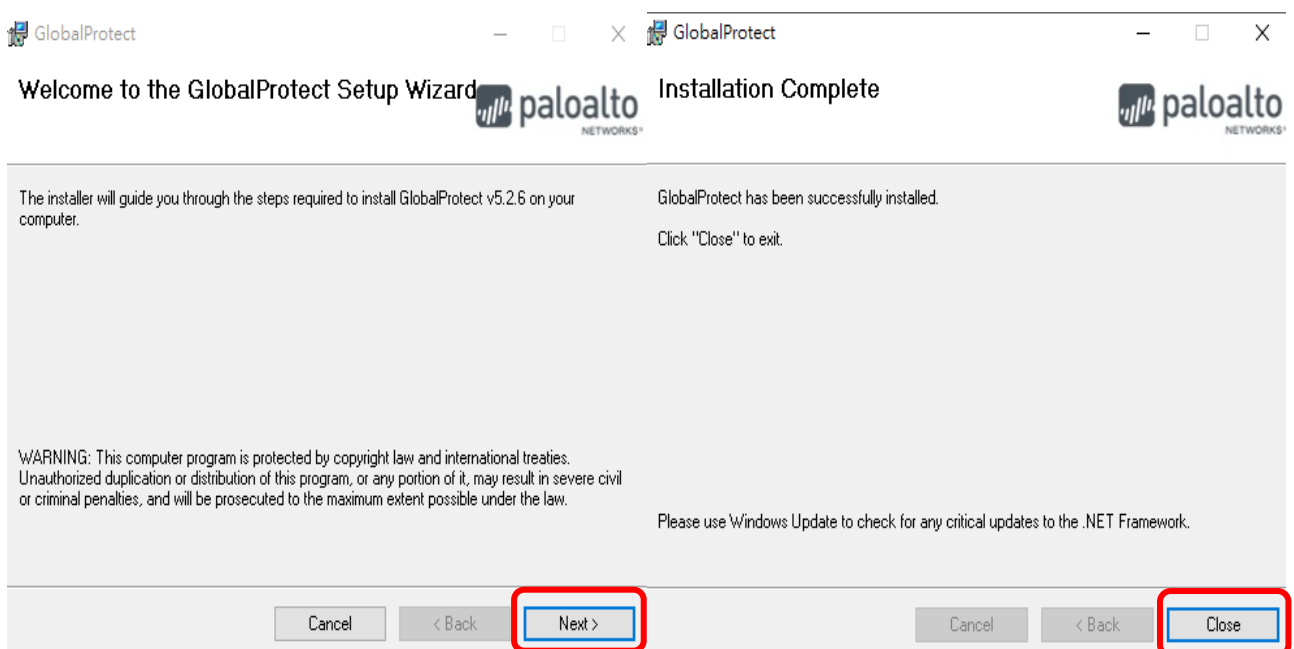 GlobalProtect
Welcome to the GlobalProtect Setup Wizard
paloalto
NETWORKS
The installer will guide you through the steps required to install GlobalProtect v5.2.6 on your
computer.
WARNING: This computer program is protected by copyright law and international treaties.
Unauthorized duplication or distribution of this program, or any portion of it, may result in severe civil
or criminal penalties, and will be prosecuted to the maximum extent possible under the law.
Cancel
< Back
Next >
GlobalProtect
Installation Complete
paloalto
NETWORKS
GlobalProtect has been successfully installed.
Click "Close" to exit.
Please use Windows Update to check for any critical updates to the .NET Framework.
Cancel
< Back
Close